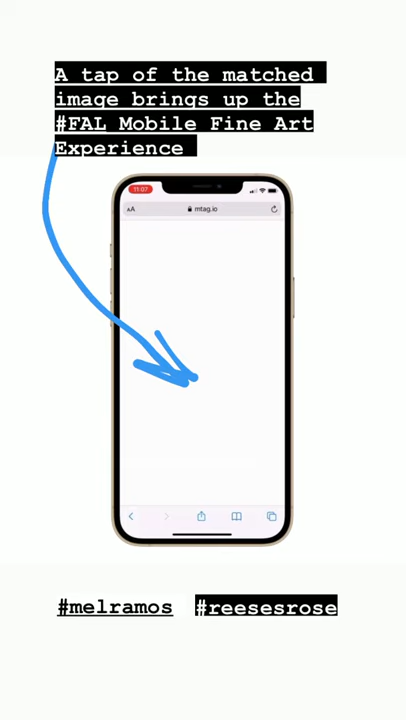 A tap of the matched
image brings up the
#FAL Mobile Fine Art
Experience
11:07
AA mtag.io
#melramos #reesesrose